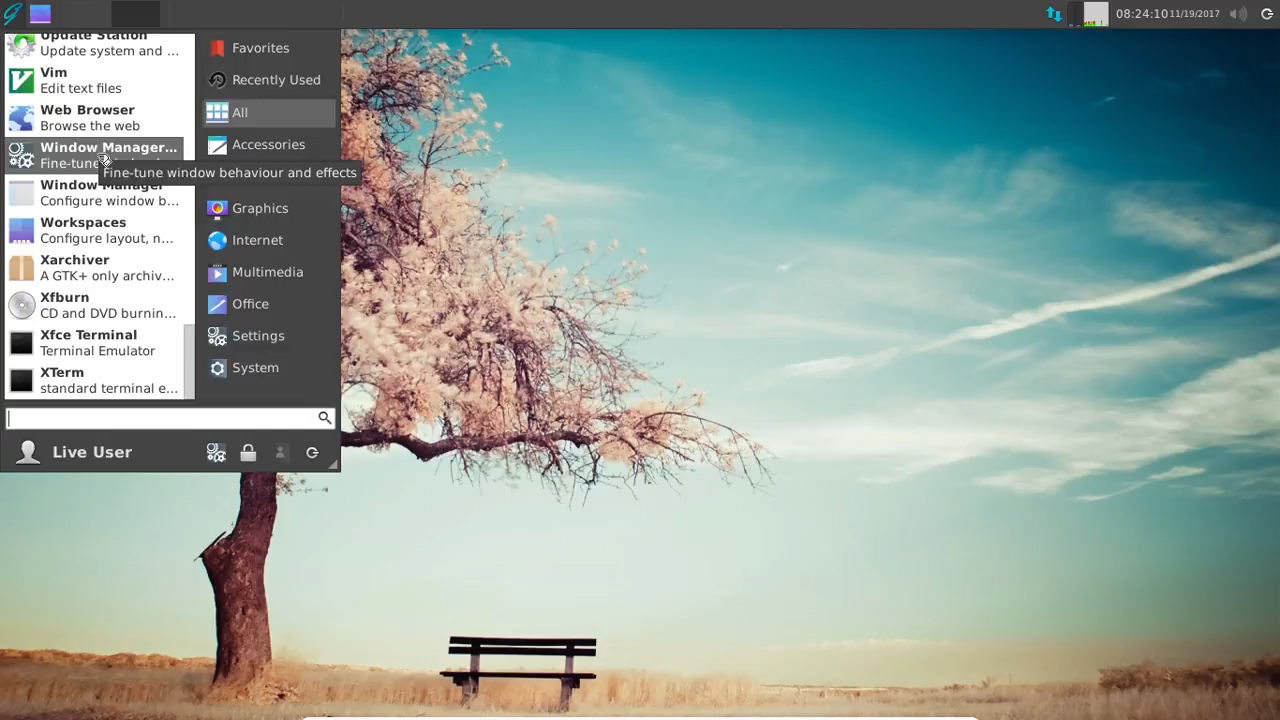 08:24:10 11/19/2017
Update Station
Update system and ...
Vim
Edit text files
Web Browser
Browse the web
Window Manager...
Fine-tune
Fine-tune window behaviour and effects
Window Manager
Configure window b...
Workspaces
Configure layout, n...
Xarchiver
A GTK+ only archiv...
Xfburn
CD and DVD burnin...
Xfce Terminal
Terminal Emulator
XTerm
standard terminal e...
Favorites
Recently Used
All
Accessories
Graphics
Internet
Multimedia
Office
Settings
System
Live User